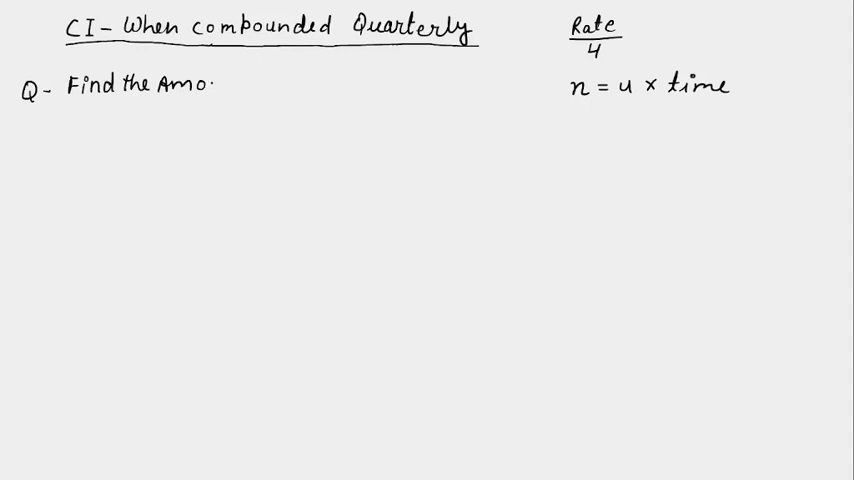 CI - When compounded Quarterly
Rate
4
Q- Find the Amo
n = 4 × time